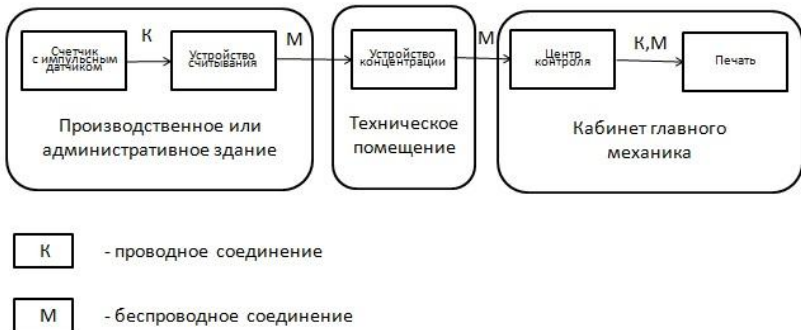 К
М
М
К,М
Счетчик
с импульсным
датчиком
Устройство
считывания
Устройство
концентрации
Центр
контроля
Печать
Производственное или
административное здание
Техническое
помещение
Кабинет главного
механика
К - проводное соединение
М - беспроводное соединение